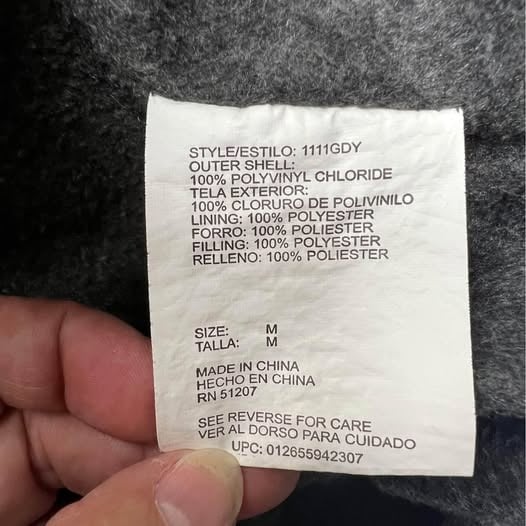 STYLE/ESTILO: 1111GDY
OUTER SHELL:
100% POLYVINYL CHLORIDE
TELA EXTERIOR:
100% CLORURO DE POLIVINILO
LINING: 100% POLYESTER
FORRO: 100% POLIESTER
FILLING: 100% POLYESTER
RELLENO: 100% POLIESTER
SIZE: M
TALLA: M
MADE IN CHINA
HECHO EN CHINA
RN 51207
SEE REVERSE FOR CARE
VER AL DORSO PARA CUIDADO
UPC: 012655942307